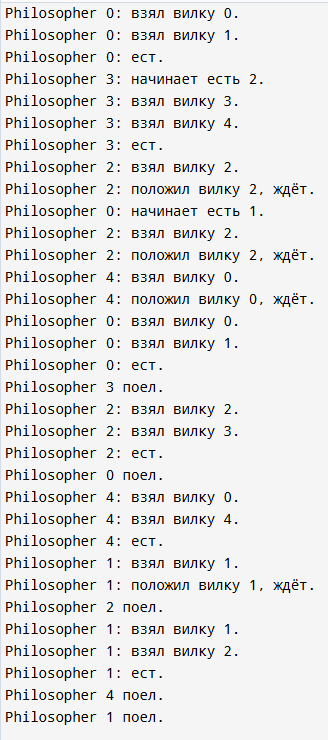 Philosopher 0: взял вилку 0.
Philosopher 0: взял вилку 1.
Philosopher 0: ест.
Philosopher 3: начинает есть 2.
Philosopher 3: взял вилку 3.
Philosopher 3: взял вилку 4.
Philosopher 3: ест.
Philosopher 2: взял вилку 2.
Philosopher 2: положил вилку 2, ждёт.
Philosopher 0: начинает есть 1.
Philosopher 2: взял вилку 2.
Philosopher 2: положил вилку 2, ждёт.
Philosopher 4: взял вилку 0.
Philosopher 4: положил вилку 0, ждёт.
Philosopher 0: взял вилку 0.
Philosopher 0: взял вилку 1.
Philosopher 0: ест.
Philosopher 3 поел.
Philosopher 2: взял вилку 2.
Philosopher 2: взял вилку 3.
Philosopher 2: ест.
Philosopher 0 поел.
Philosopher 4: взял вилку 0.
Philosopher 4: взял вилку 4.
Philosopher 4: ест.
Philosopher 1: взял вилку 1.
Philosopher 1: положил вилку 1, ждёт.
Philosopher 2 поел.
Philosopher 1: взял вилку 1.
Philosopher 1: взял вилку 2.
Philosopher 1: ест.
Philosopher 4 поел.
Philosopher 1 поел.